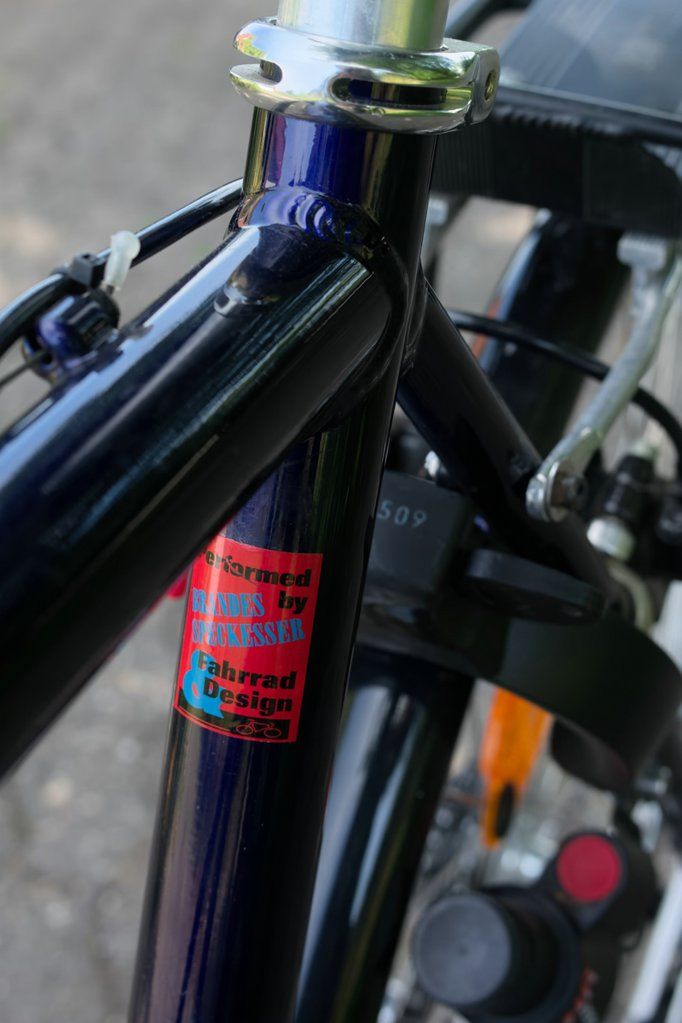 509
Performed
by
BRANDES
SPECKESSER
Fahrrad
& Design